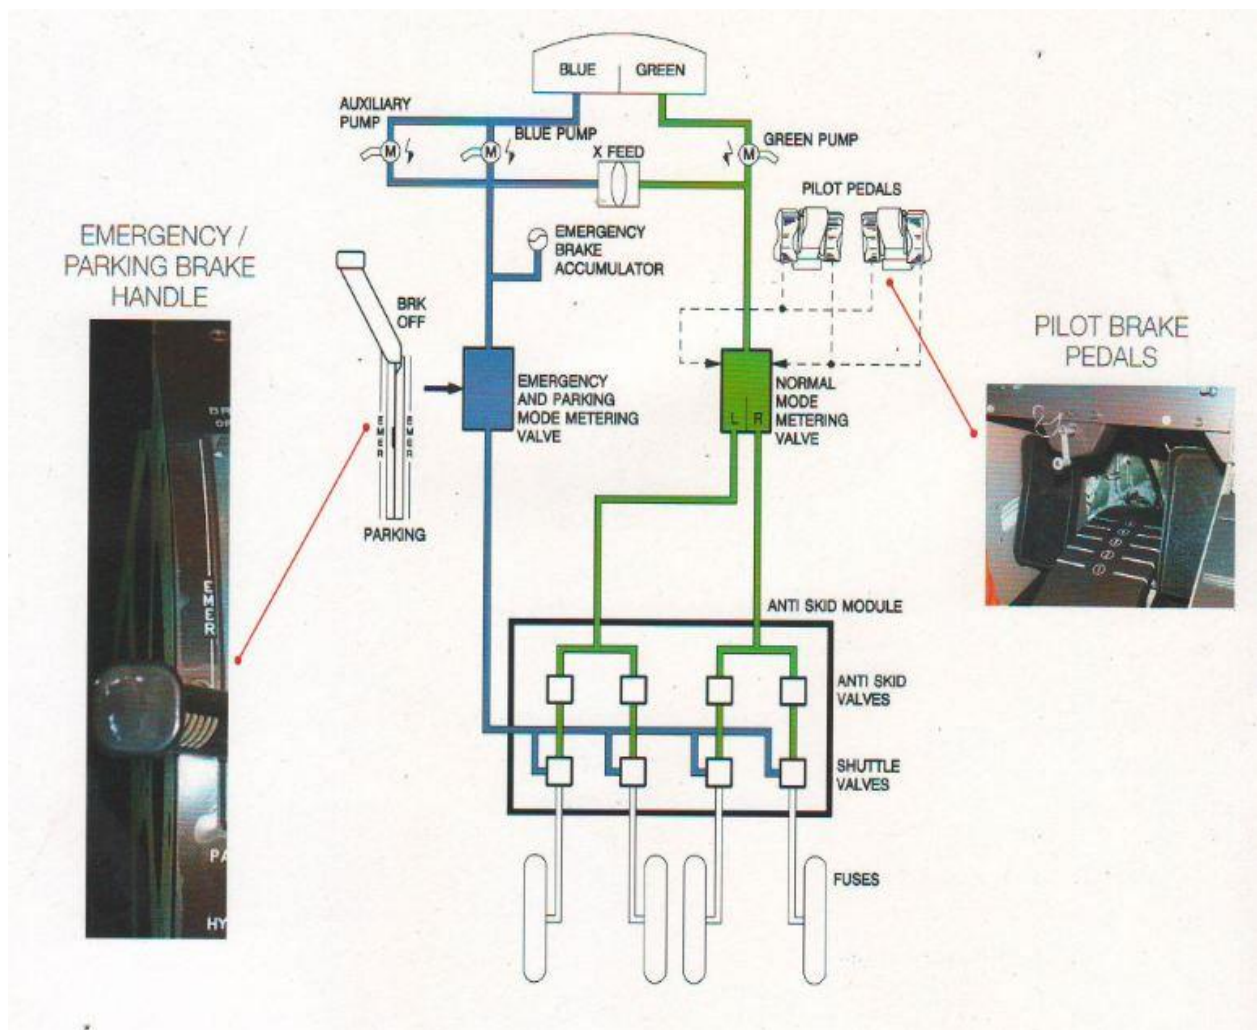 BLUE
GREEN
AUXILIARY
PUMP
BLUE PUMP
GREEN PUMP
M
M
M
X FEED
PILOT PEDALS
EMERGENCY /
PARKING BRAKE
HANDLE
EMERGENCY
BRAKE
ACCUMULATOR
BRK
OFF
PILOT BRAKE
PEDALS
EMERGENCY
AND PARKING
MODE METERING
VALVE
NORMAL
MODE
METERING
VALVE
L R
EMER
EMER
PARKING
EMER
PA
HY
ANTI SKID MODULE
ANTI SKID
VALVES
SHUTTLE
VALVES
FUSES